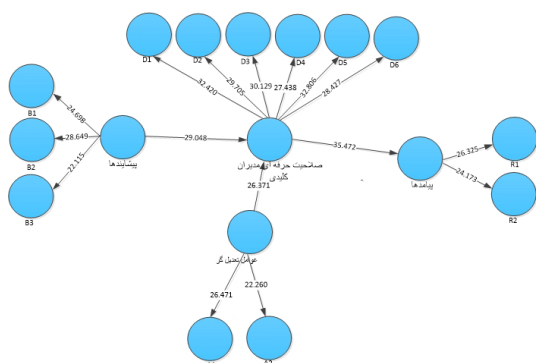 D1 D2 D3 D4 D5 D6
32.420 29.705 30.129 27.438 32.806 28.427
B1
24.698
B2
28.649
B3
22.115
پیشایندها
29.048
صلاحیت حرفه ای مدیران
کلیدی
35.472
پیامدها
26.325
R1
24.173
R2
26.371
عوامل تعدیل گر
26.471 22.260